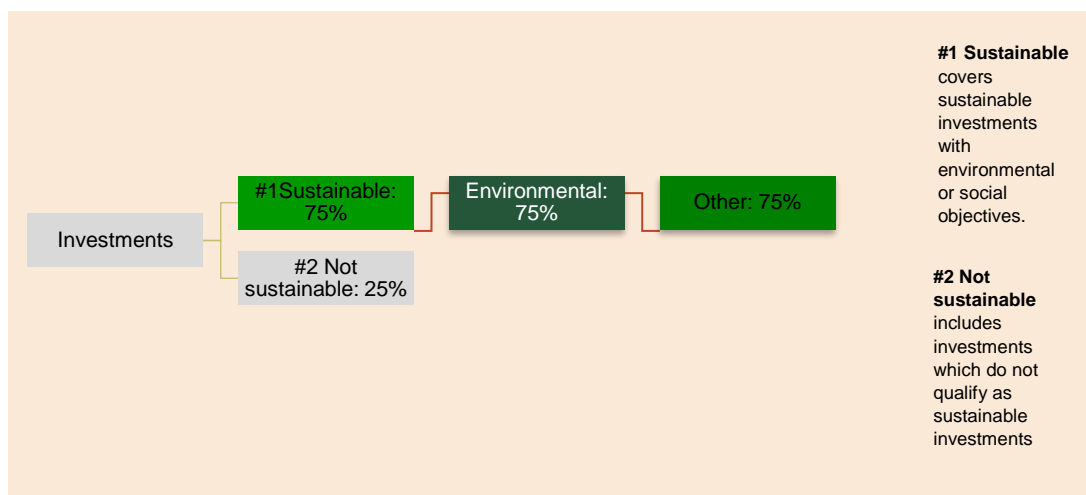 Investments
#1Sustainable:
75%
#2 Not
sustainable: 25%
Environmental:
75%
Other: 75%
#1 Sustainable
covers
sustainable
investments
with
environmental
or social
objectives.
#2 Not
sustainable
includes
investments
which do not
qualify as
sustainable
investments